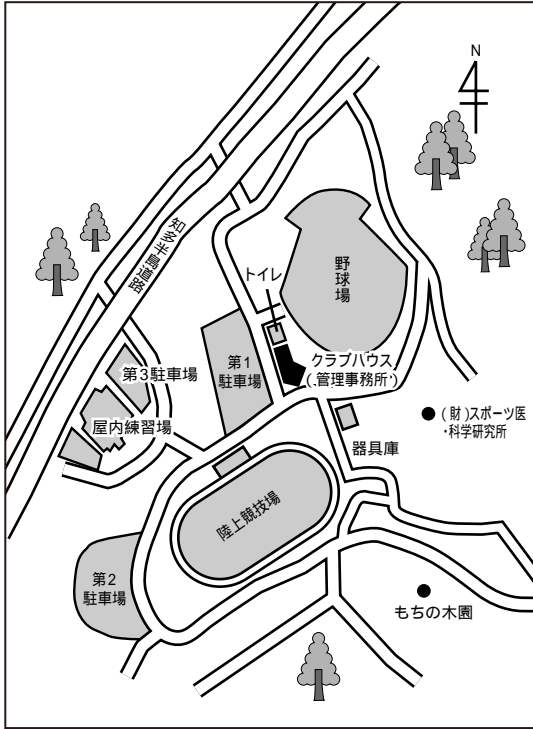 N
知多半島道路
トイレ
野球場
第1
駐車場
クラブハウス
(管理事務所)
第3駐車場
屋内練習場
器具庫
(財)スポーツ医
・科学研究所
陸上競技場
第2
駐車場
もちの木園